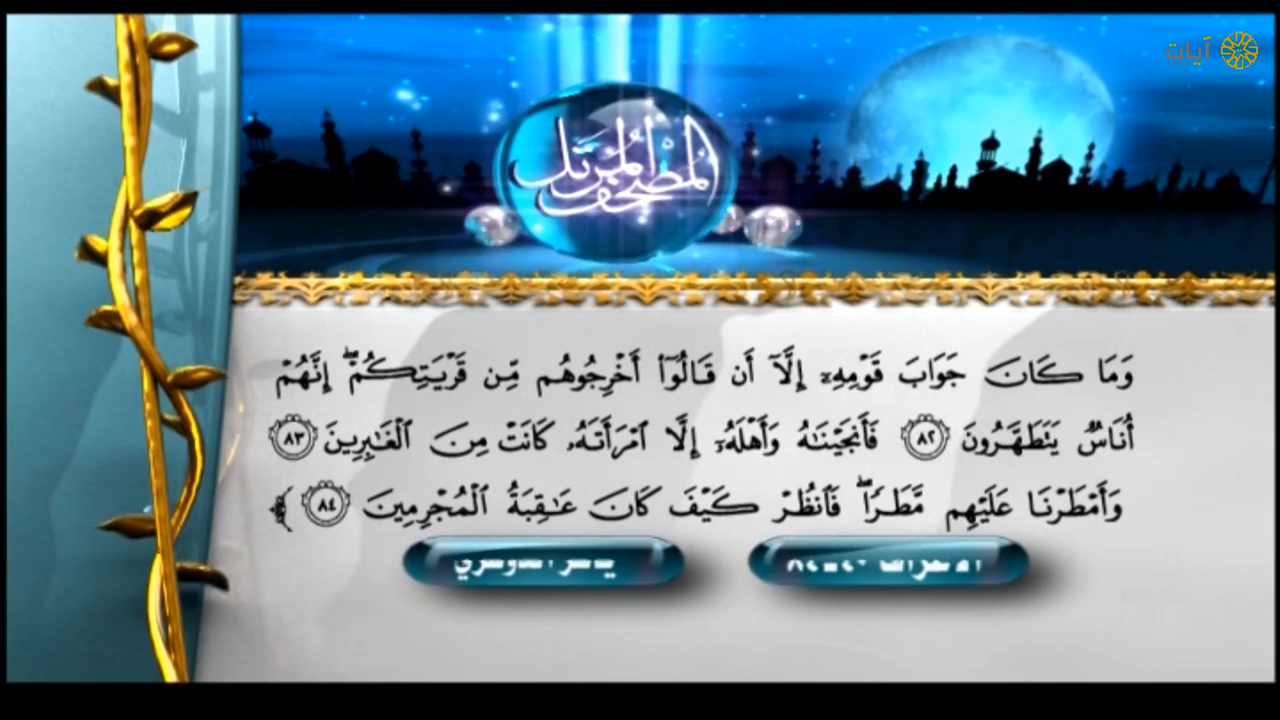 آيات
المصحف المرتل
وَمَا كَانَ جَوَابَ قَوْمِهِۦٓ إِلَّآ أَن قَالُوٓا۟ أَخْرِجُوهُم مِّن قَرْيَتِكُمْ ۖ إِنَّهُمْ
أُنَاسٌ يَتَطَهَّرُونَ ٨٢ فَأَنجَيْنَـٰهُ وَأَهْلَهُۥٓ إِلَّا ٱمْرَأَتَهُۥ كَانَتْ مِنَ ٱلْغَـٰبِرِينَ ٨٣
وَأَمْطَرْنَا عَلَيْهِم مَّطَرًا ۖ فَٱنظُرْ كَيْفَ كَانَ عَـٰقِبَةُ ٱلْمُجْرِمِينَ ٨٤ ﴾